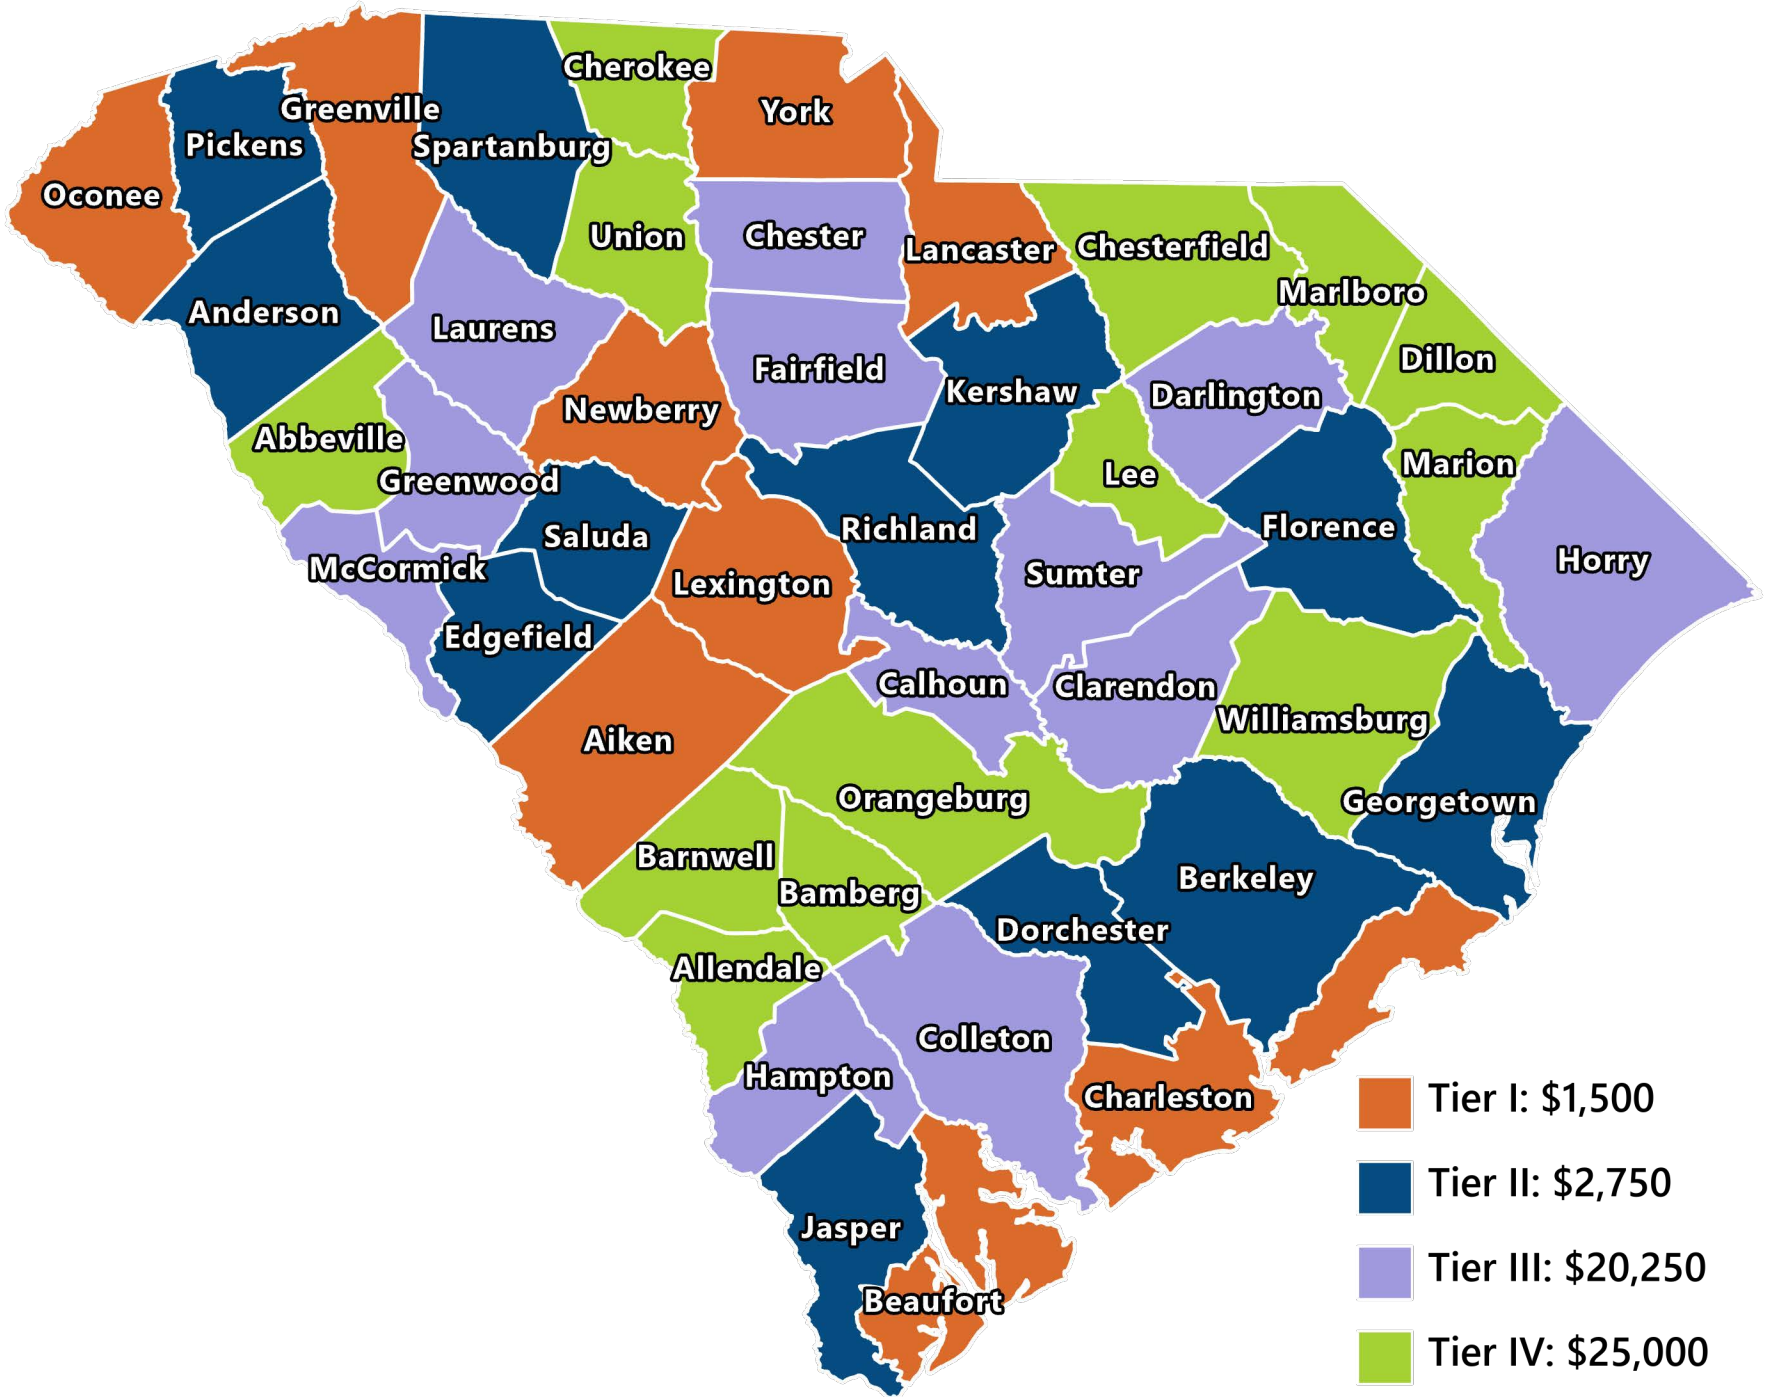 Cherokee
York
Greenville
Pickens
Spartanburg
Oconee
Union
Chester
Lancaster
Chesterfield
Marlboro
Anderson
Laurens
Dillon
Fairfield
Kershaw
Darlington
Newberry
Abbeville
Marion
Lee
Greenwood
Richland
Florence
Saluda
Horry
McCormick
Sumter
Lexington
Edgefield
Calhoun
Clarendon
Williamsburg
Aiken
Orangeburg
Georgetown
Barnwell
Berkeley
Bamberg
Dorchester
Allendale
Colleton
Hampton
Charleston
Jasper
Beaufort
Tier I: $1,500
Tier II: $2,750
Tier III: $20,250
Tier IV: $25,000